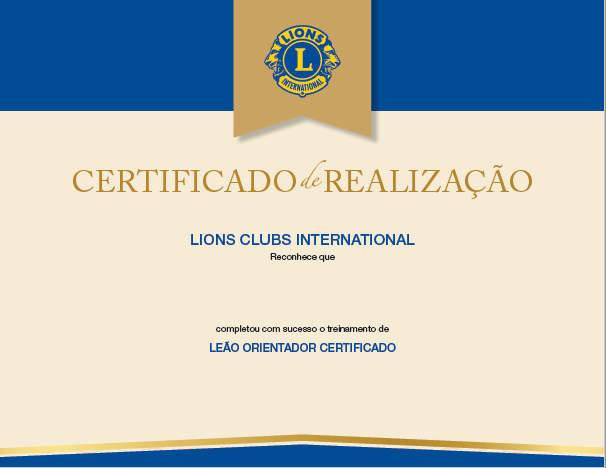 LIONS
L
INTERNATIONAL
CERTIFICADO de REALIZAÇÃO
LIONS CLUBS INTERNATIONAL
Reconhece que
completou com sucesso o treinamento de
LEÃO ORIENTADOR CERTIFICADO